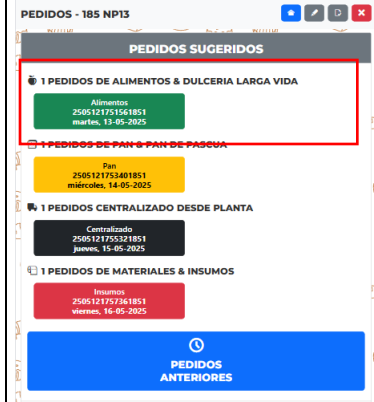 PEDIDOS - 185 NP13
PEDIDOS SUGERIDOS
1 PEDIDOS DE ALIMENTOS & DULCERIA LARGA VIDA
Alimentos
2505121751561851
martes, 13-05-2025
1 PEDIDOS DE PAN & PAN DE PASCUA
Pan
2505121753401851
miércoles, 14-05-2025
1 PEDIDOS CENTRALIZADO DESDE PLANTA
Centralizado
2505121755321851
jueves, 15-05-2025
1 PEDIDOS DE MATERIALES & INSUMOS
Insumos
2505121757361851
viernes, 16-05-2025
PEDIDOS
ANTERIORES